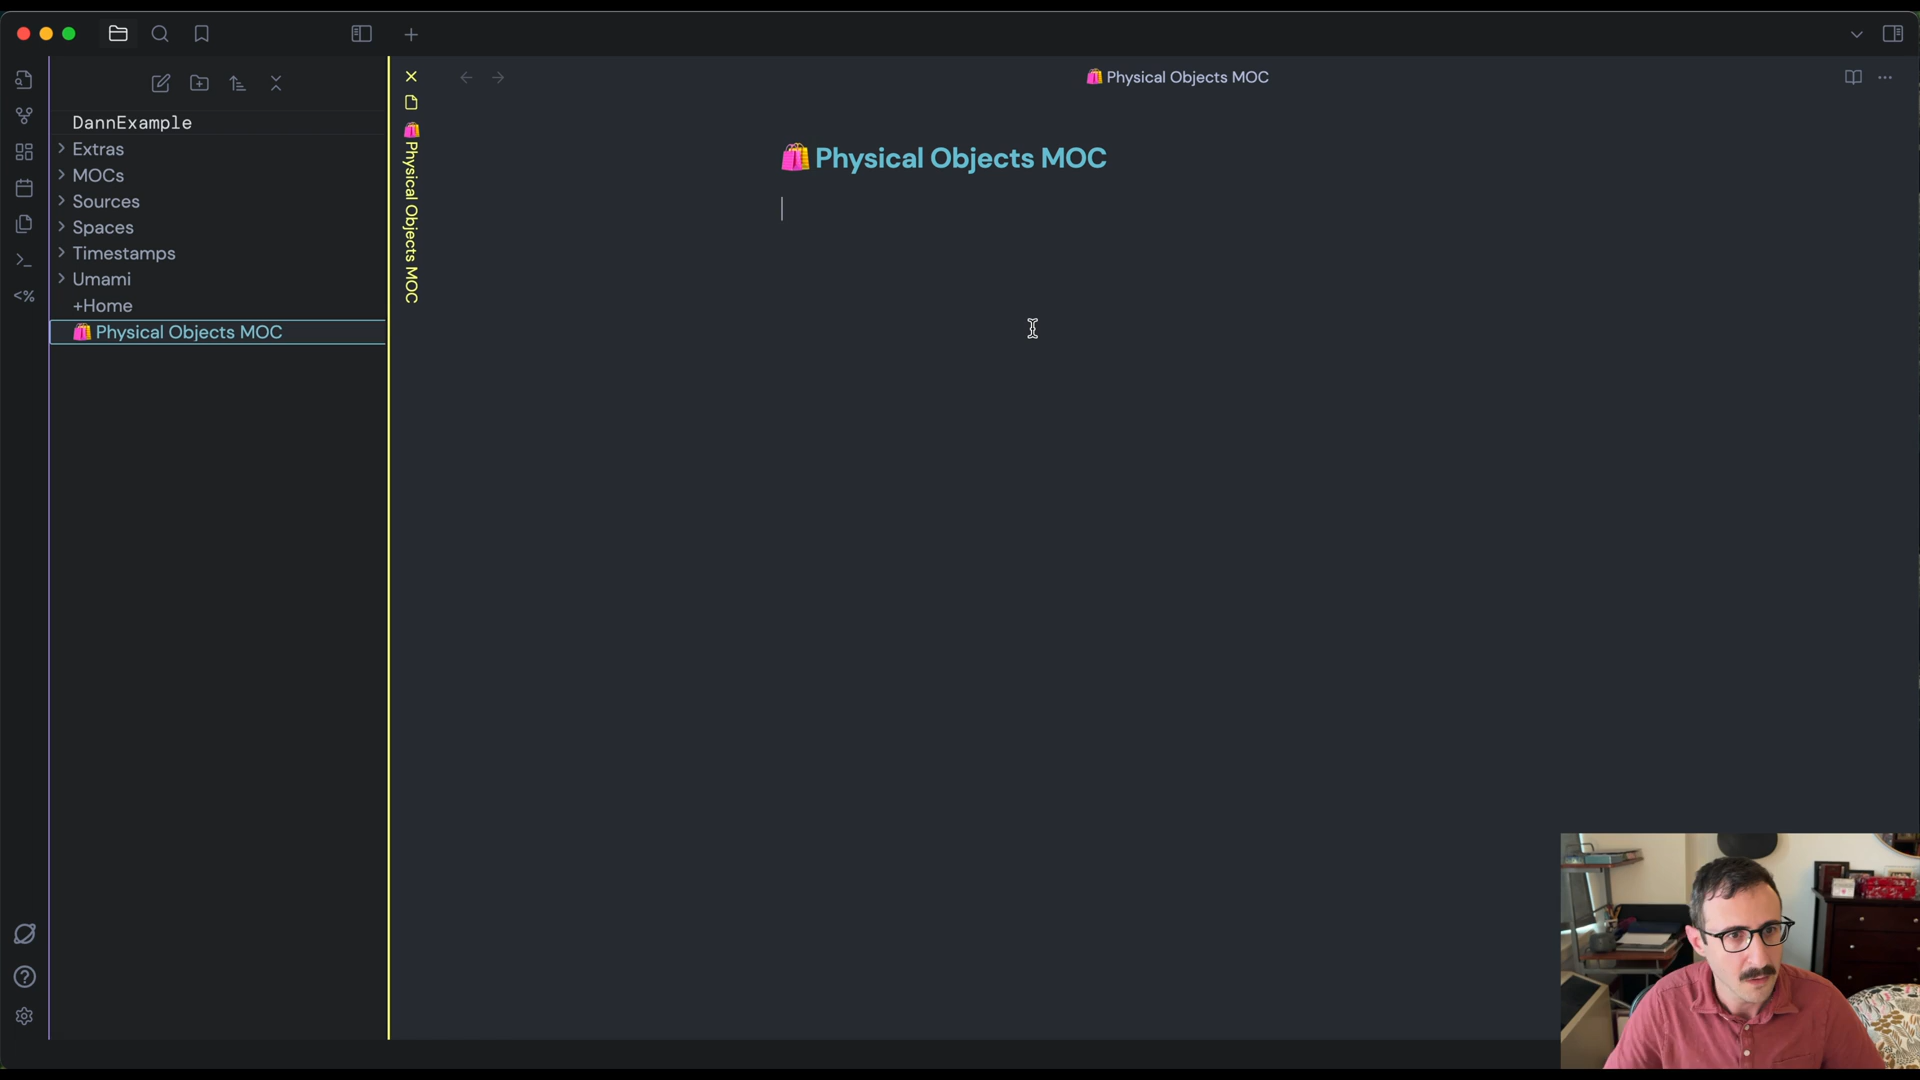 🛍️ Physical Objects MOC
DannExample
Extras
MOCs
Sources
Spaces
Timestamps
Umami
+Home
🛍️ Physical Objects MOC
🛍️ Physical Objects MOC
🛍️ Physical Objects MOC
<%